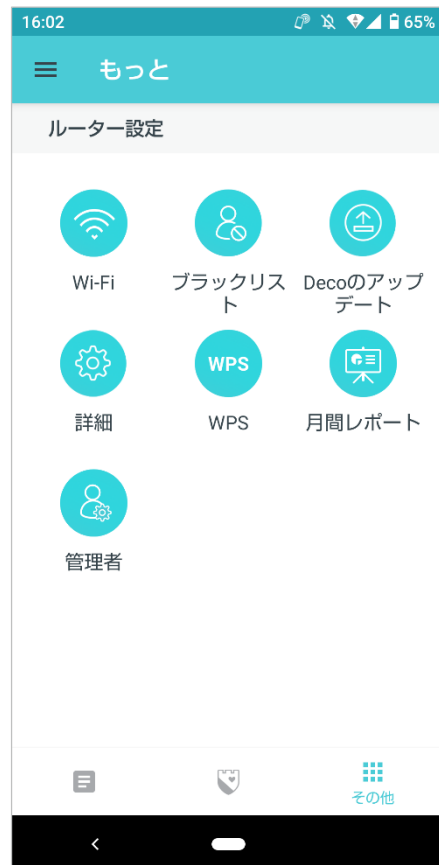 16:02
65%
もっと
ルーター設定
Wi-Fi
ブラックリス
ト
Decoのアップ
デート
詳細
WPS
WPS
月間レポート
管理者
その他